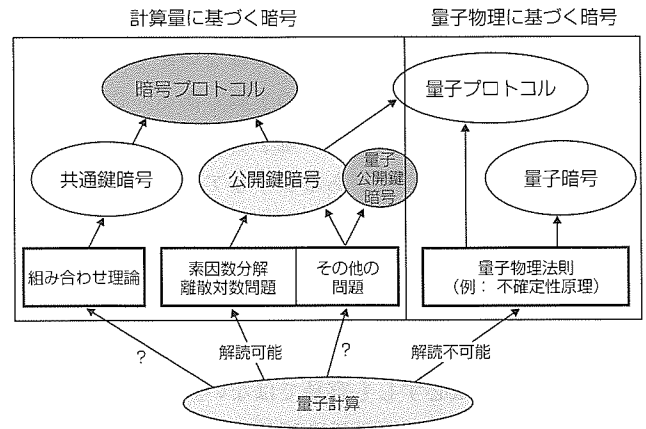 計算量に基づく暗号
量子物理に基づく暗号
暗号プロトコル
量子プロトコル
共通鍵暗号
公開鍵暗号
量子
公開鍵
暗号
量子暗号
組み合わせ理論
素因数分解
離散対数問題
その他の
問題
量子物理法則
（例： 不確定性原理）
?
解読可能
?
解読不可能
量子計算